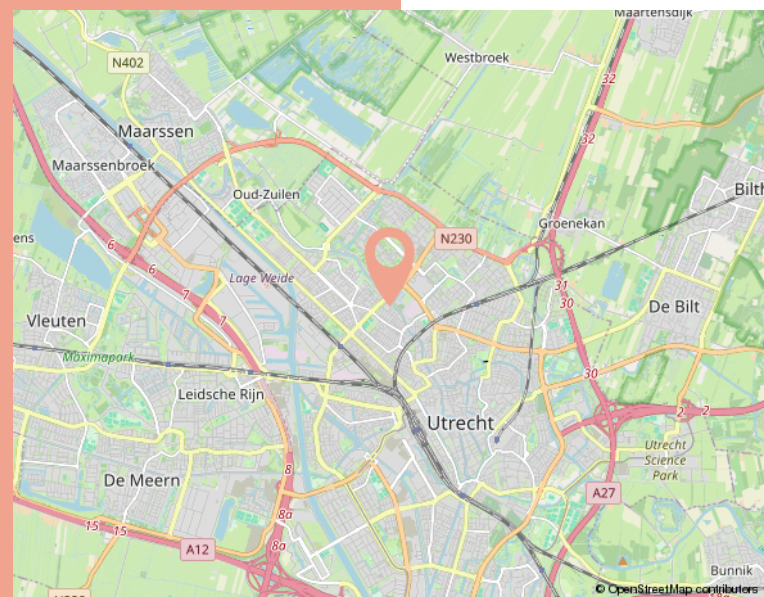 Maartensdijk
N402
Westbroek
32
Maarssen
32
Maarssenbroek
Bilth
Oud-Zuilen
Groenekan
N230
ens
6
Lage Weide
6
31
30
7
De Bilt
Vleuten
7
Maximapark
30
Leidsche Rijn
2
2
Utrecht
Utrecht
Science
Park
De Meern
8
A27
8a
15
15
8a
A12
Bunnik
© OpenStreetMap contributors